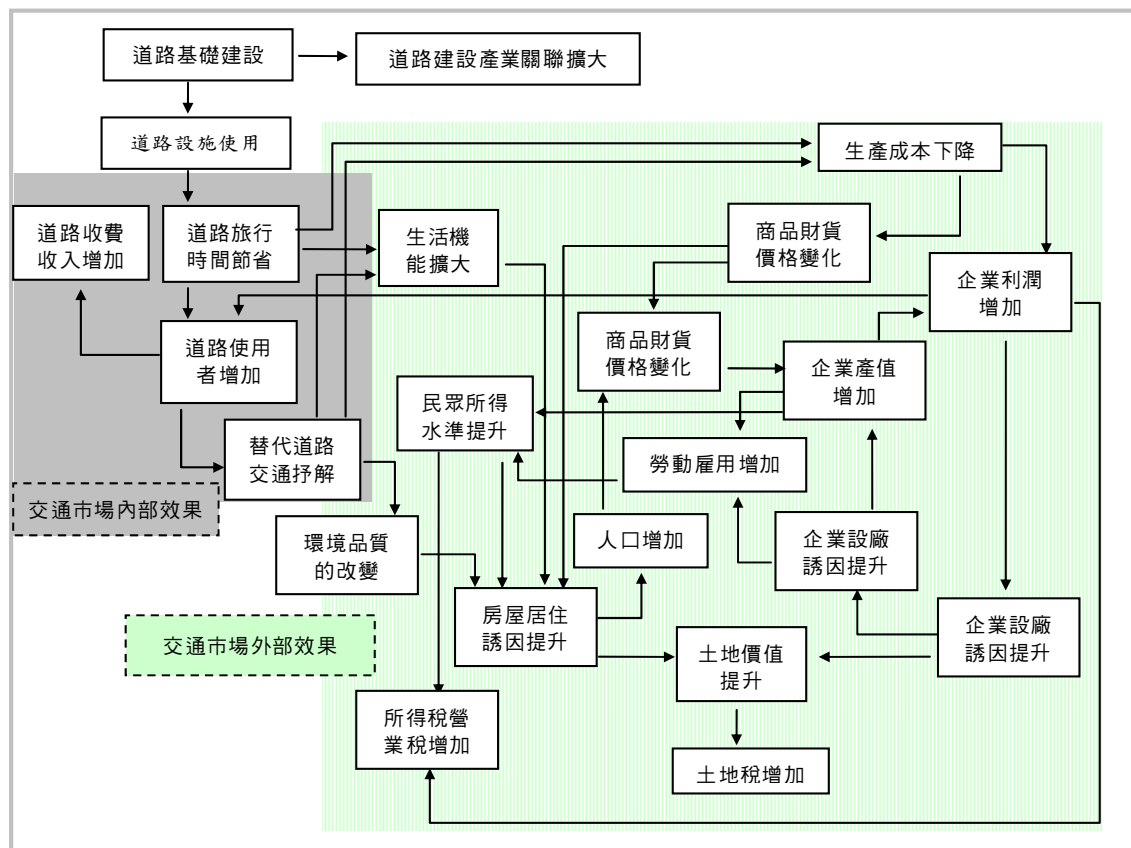 道路基礎建設
道路建設產業關聯擴大
道路設施使用
生產成本下降
道路收費
收入增加
道路旅行
時間節省
生活機
能擴大
商品財貨
價格變化
企業利潤
增加
道路使用
者增加
商品財貨
價格變化
企業產值
增加
民眾所得
水準提升
替代道路
交通抒解
勞動雇用增加
交通市場內部效果
環境品質
的改變
人口增加
企業設廠
誘因提升
房屋居住
誘因提升
企業設廠
誘因提升
交通市場外部效果
土地價值
提升
所得稅營
業稅增加
土地稅增加